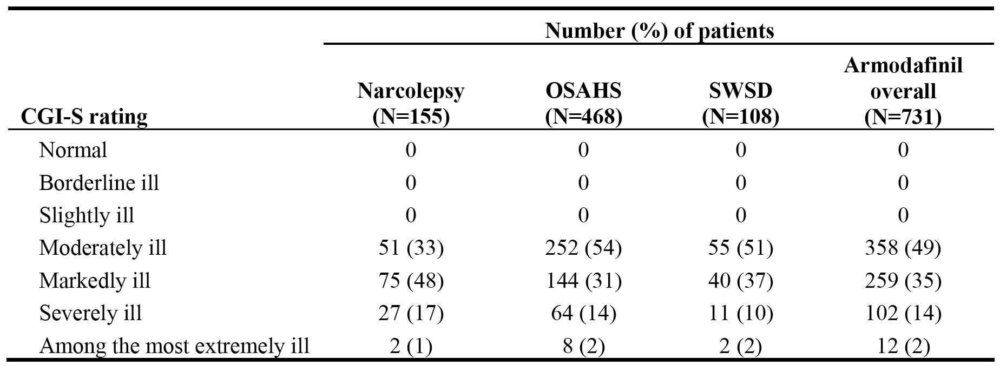 Number (%) of patients
CGI-S rating Narcolepsy (N=155) OSAHS (N=468) SWSD (N=108) Armodafinil overall (N=731)
Normal 0 0 0 0
Borderline ill 0 0 0 0
Slightly ill 0 0 0 0
Moderately ill 51 (33) 252 (54) 55 (51) 358 (49)
Markedly ill 75 (48) 144 (31) 40 (37) 259 (35)
Severely ill 27 (17) 64 (14) 11 (10) 102 (14)
Among the most extremely ill 2 (1) 8 (2) 2 (2) 12 (2)